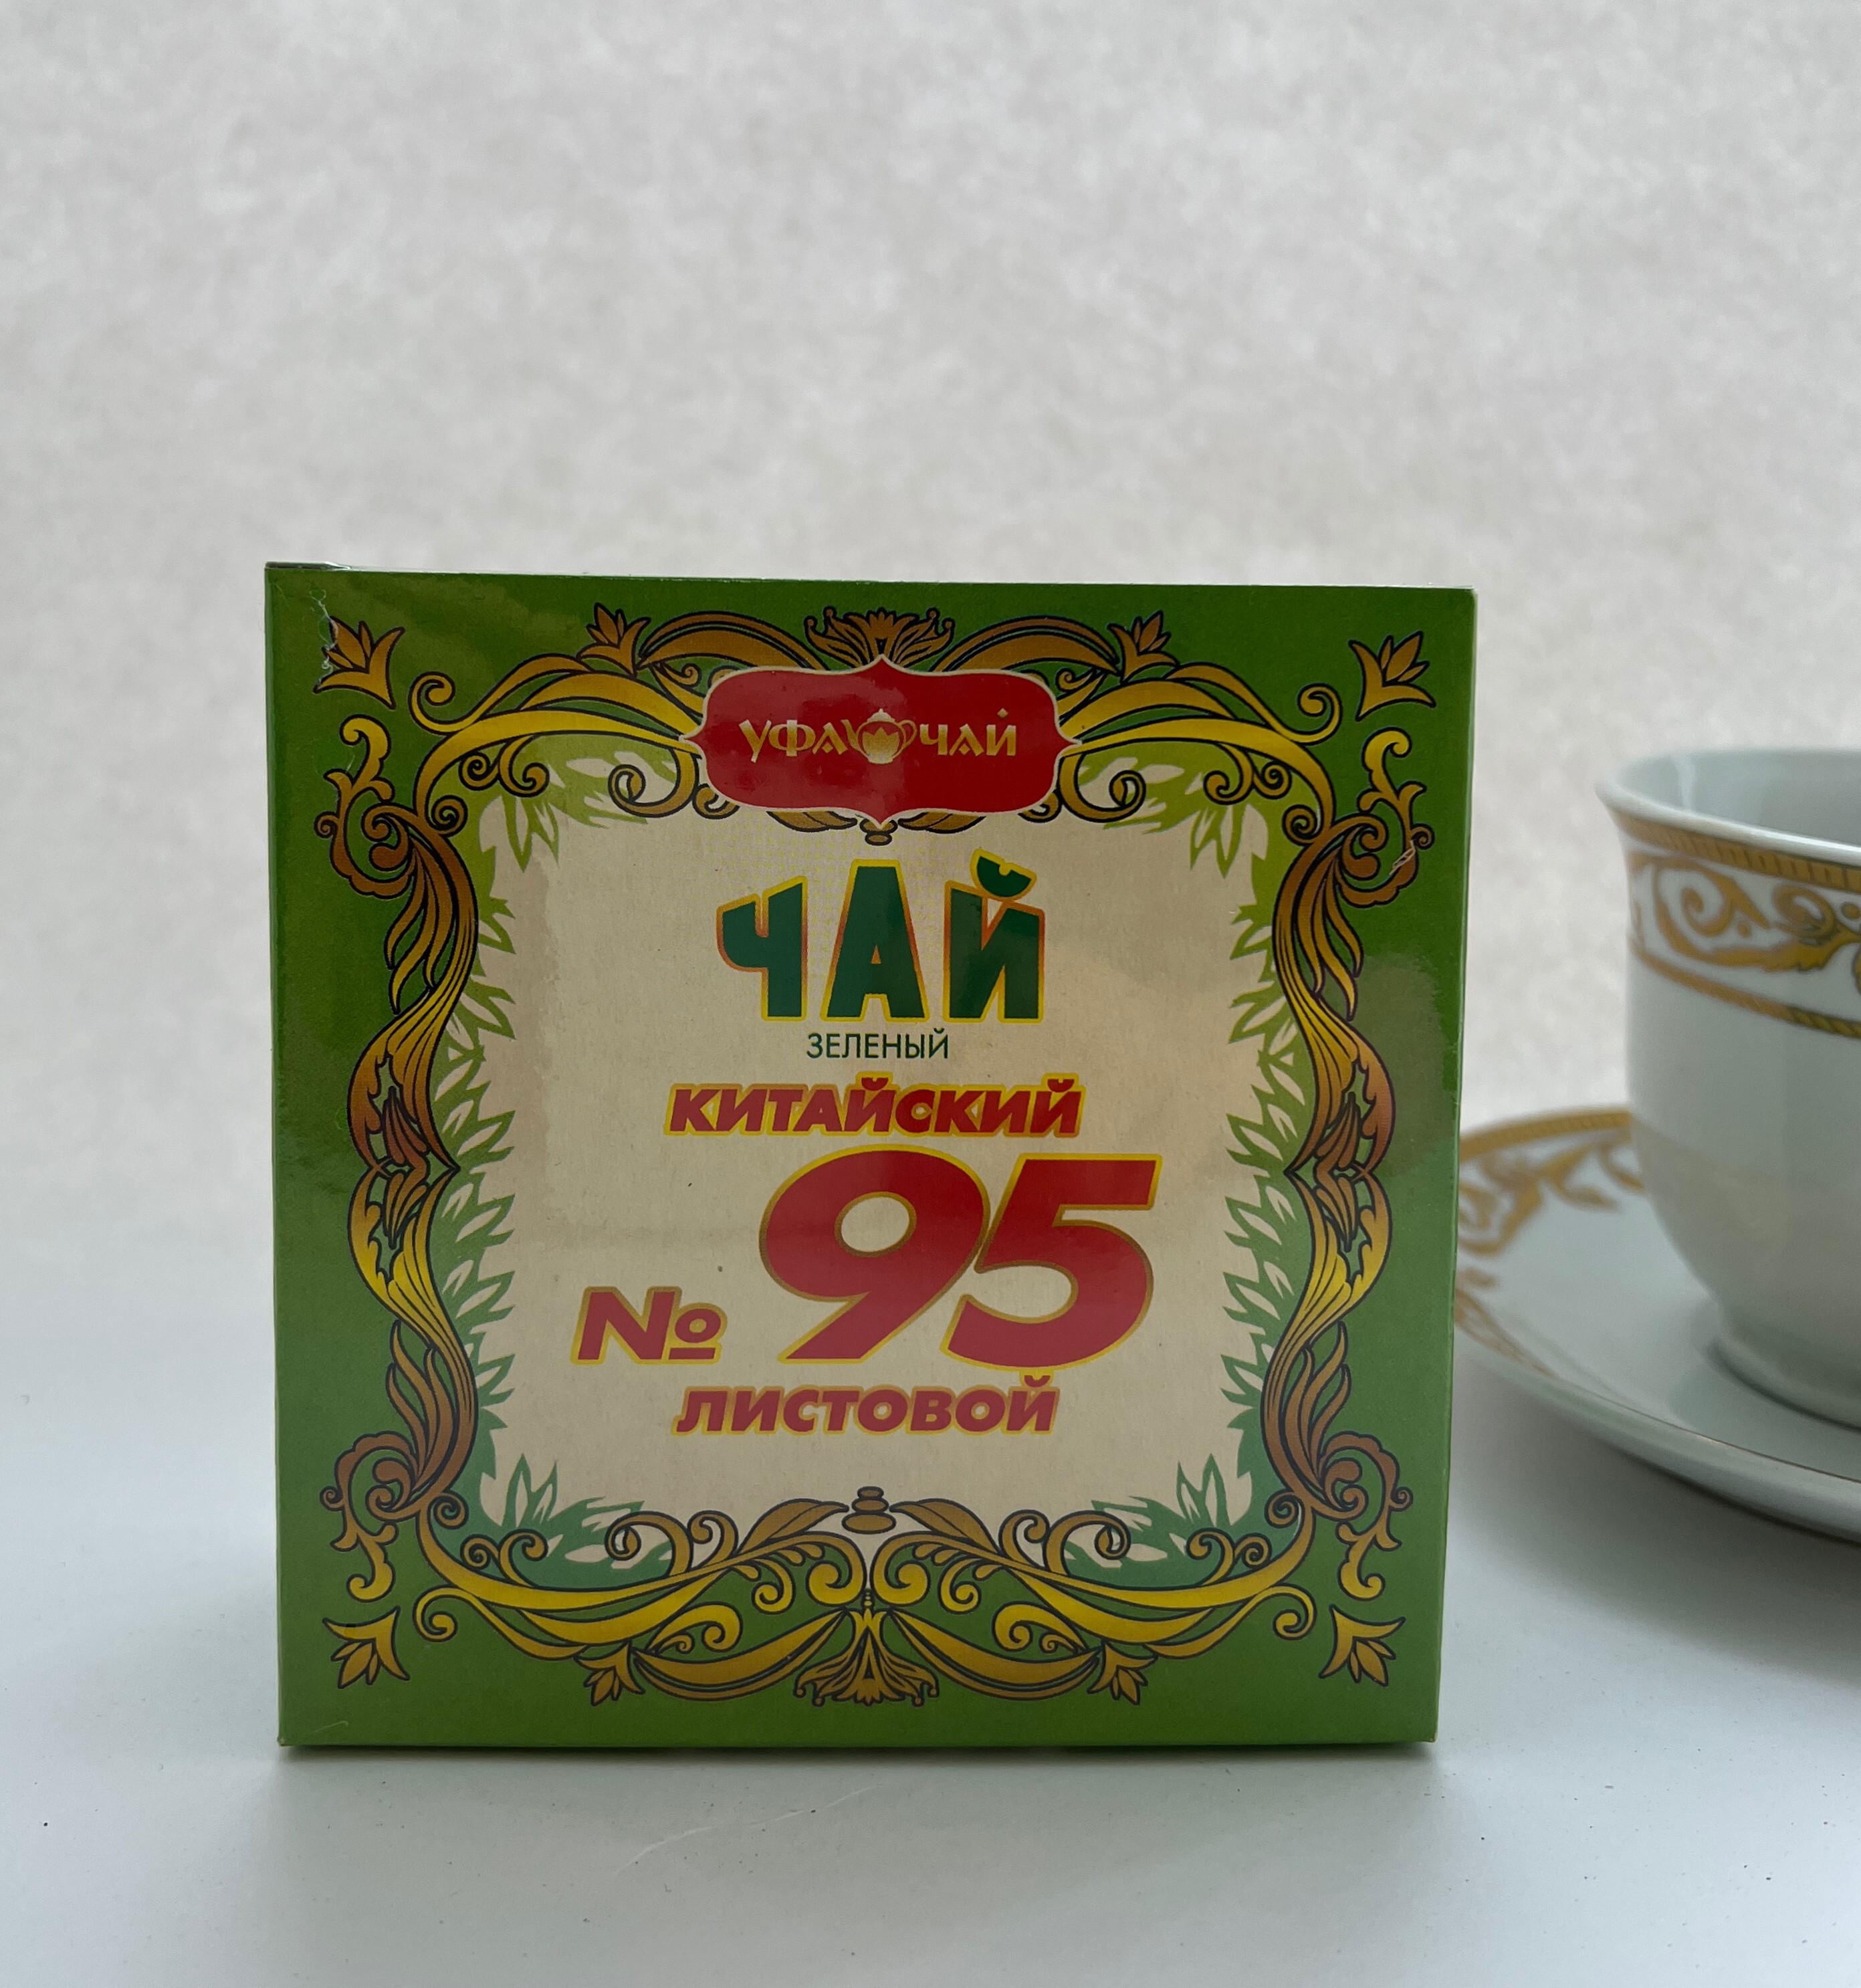 УФА ЧАЙ
ЧАЙ
ЗЕЛЕНЫЙ
КИТАЙСКИЙ
№ 95
ЛИСТОВОЙ